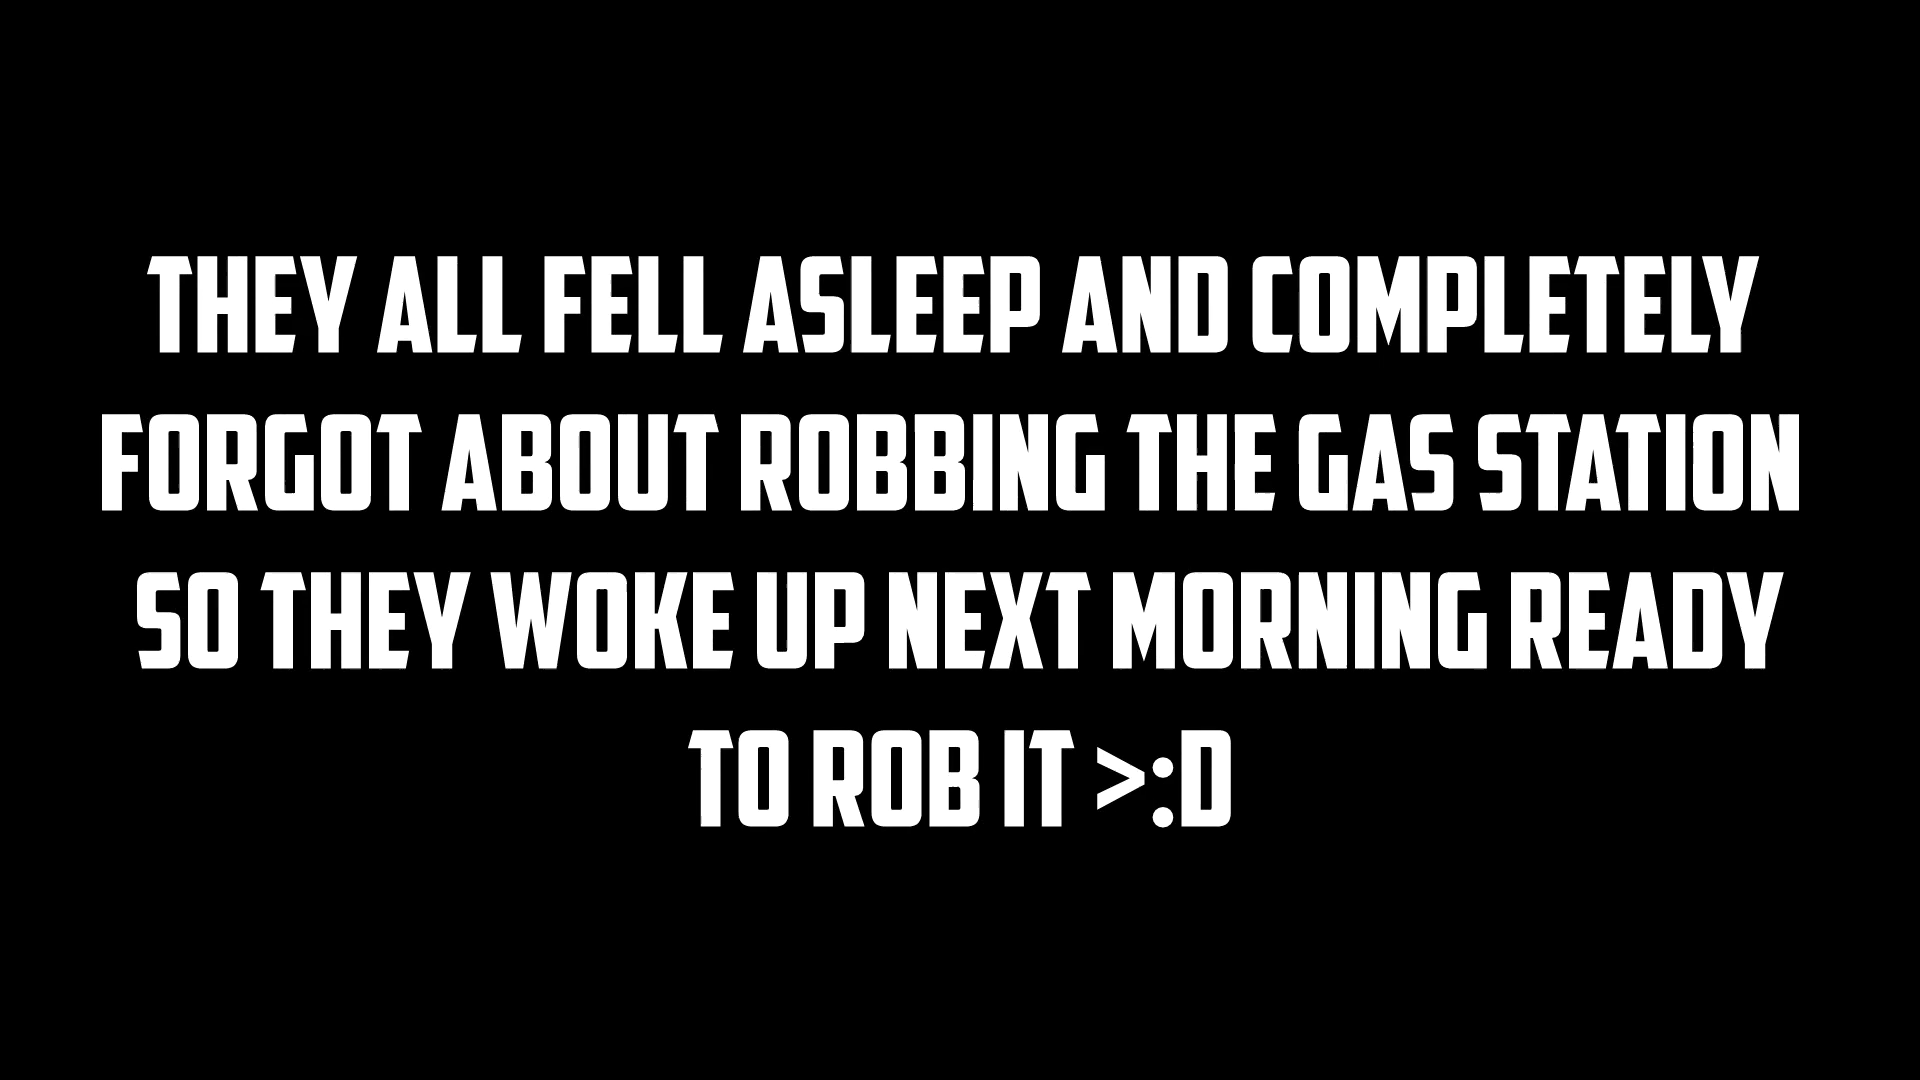 THEY ALL FELL ASLEEP AND COMPLETELY
FORGOT ABOUT ROBBING THE GAS STATION
SO THEY WOKE UP NEXT MORNING READY
TO ROB IT >:D